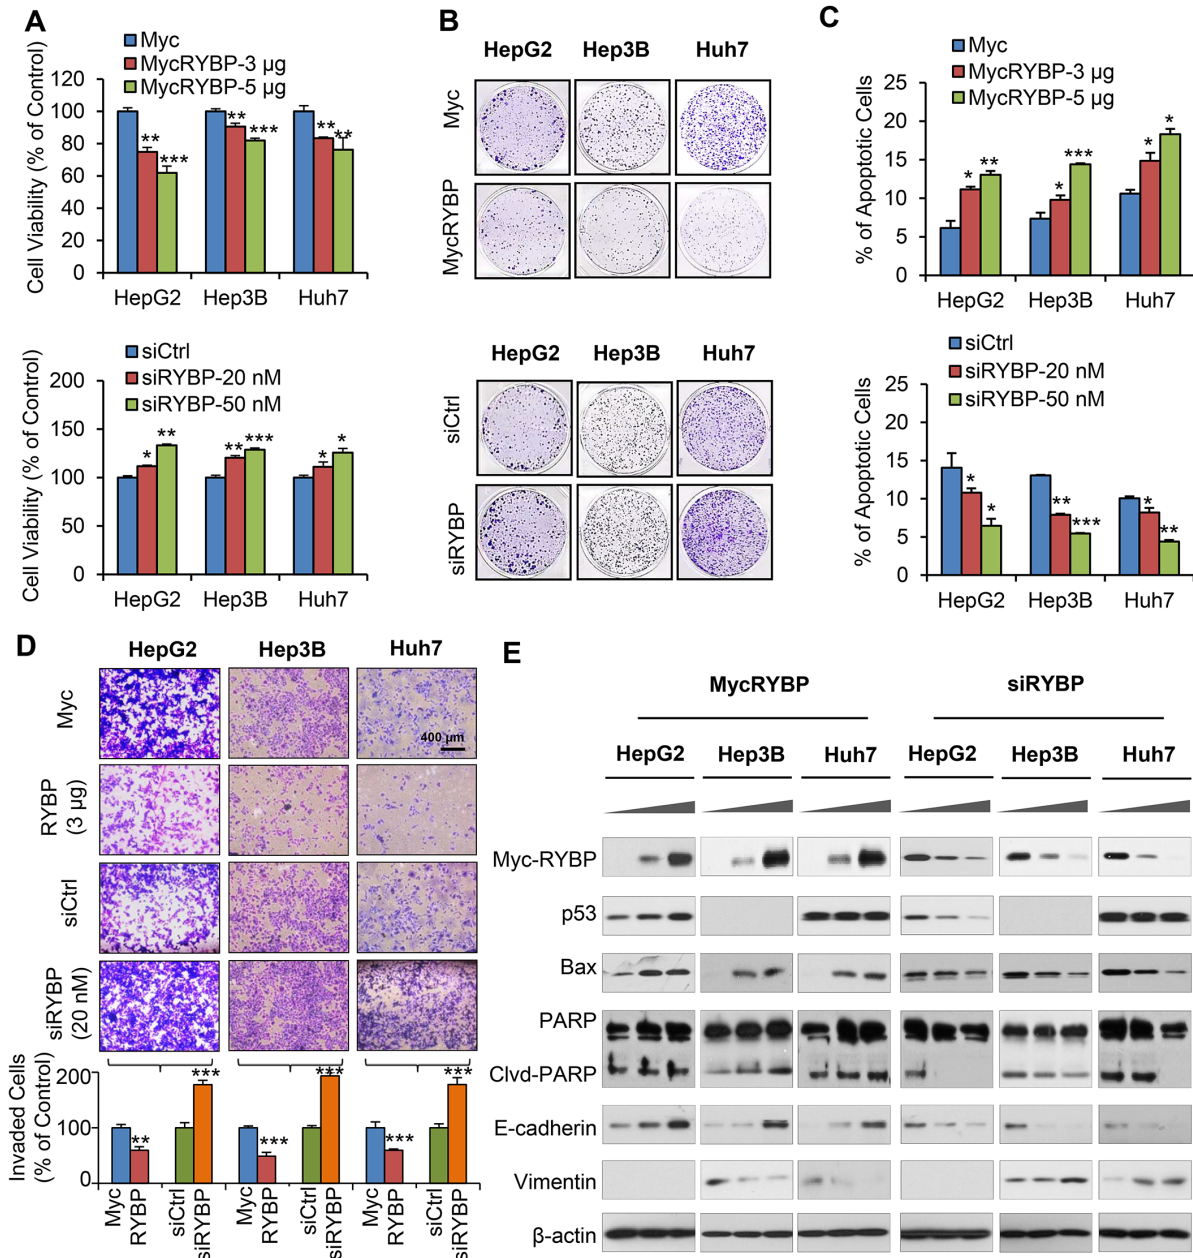 A
Myc
MycRYBP-3 µg
MycRYBP-5 µg
Cell Viability (% of Control)
120
100
80
60
40
20
0
** *** ** *** ** **
HepG2 Hep3B Huh7
siCtrl
siRYBP-20 nM
siRYBP-50 nM
Cell Viability (% of Control)
200
150
100
50
0
* ** ** *** * *
HepG2 Hep3B Huh7
B
HepG2 Hep3B Huh7
Myc
MycRYBP
HepG2 Hep3B Huh7
siCtrl
siRYBP
C
Myc
MycRYBP-3 µg
MycRYBP-5 µg
% of Apoptotic Cells
25
20
15
10
5
0
* ** * *** * *
HepG2 Hep3B Huh7
siCtrl
siRYBP-20 nM
siRYBP-50 nM
% of Apoptotic Cells
25
20
15
10
5
0
* * ** *** * **
HepG2 Hep3B Huh7
D
HepG2 Hep3B Huh7
Myc
400 µm
RYBP
(3 µg)
siCtrl
siRYBP
(20 nM)
Invaded Cells
(% of Control)
200
100
0
** *** *** *** *** ***
Myc RYBP siCtrl siRYBP Myc RYBP siCtrl siRYBP Myc RYBP siCtrl siRYBP
E
MycRYBP siRYBP
HepG2 Hep3B Huh7 HepG2 Hep3B Huh7
Myc-RYBP
p53
Bax
PARP
Clvd-PARP
E-cadherin
Vimentin
β-actin